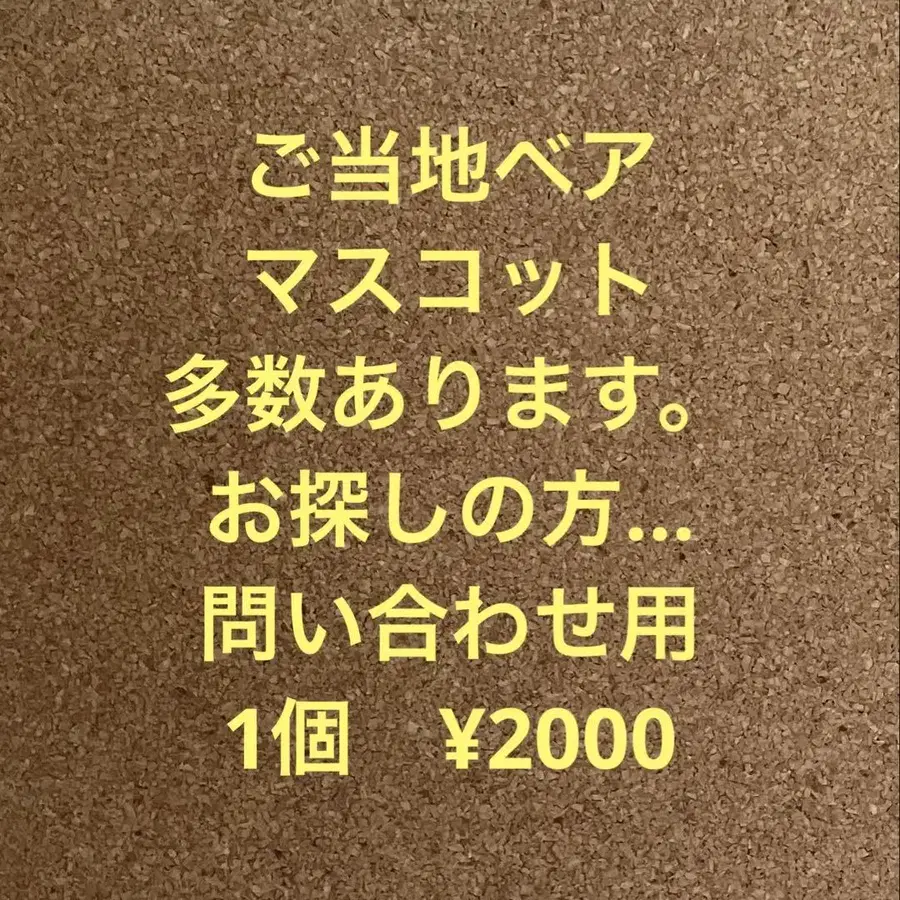 ご当地ベア
マスコット
多数あります。
お探しの方...
問い合わせ用
1個　¥2000